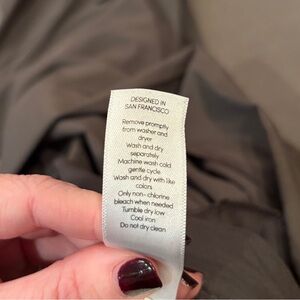 DESIGNED IN
SAN FRANCISCO
Remove promptly
from washer and
dryer
Wash and dry
separately
Machine wash cold
gentle cycle
Wash and dry with like
colors
Only non- chlorine
bleach when needed
Tumble dry low
Cool iron
Do not dry clean